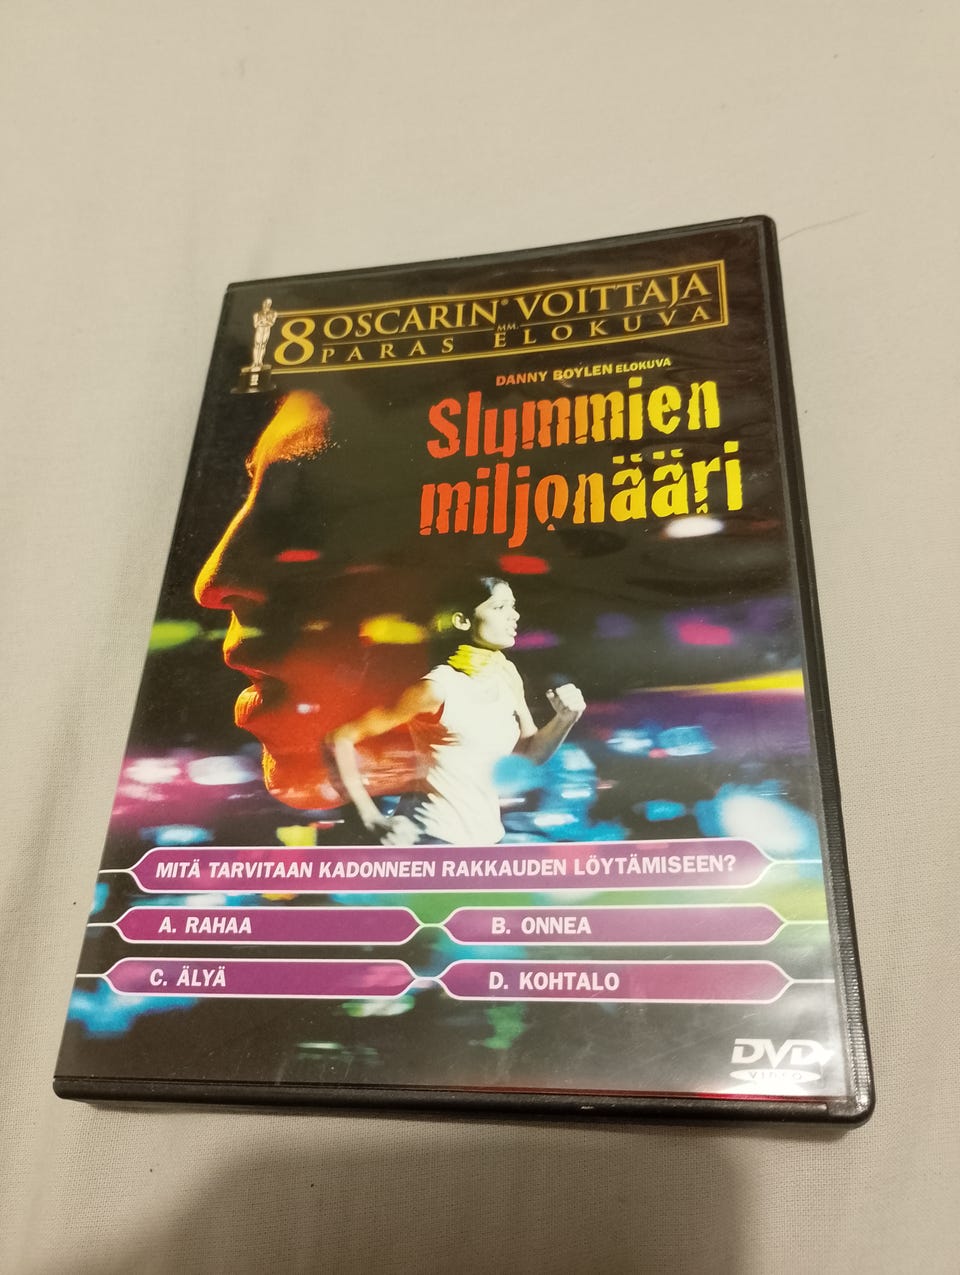 8 OSCARIN® VOITTAJA
MM.
PARAS ELOKUVA
DANNY BOYLEN ELOKUVA
Slummien
miljonääri
MITÄ TARVITAAN KADONNEEN RAKKAUDEN LÖYTÄMISEEN?
A. RAHAA
B. ONNEA
C. ÄLYÄ
D. KOHTALO
DVD
VIDEO